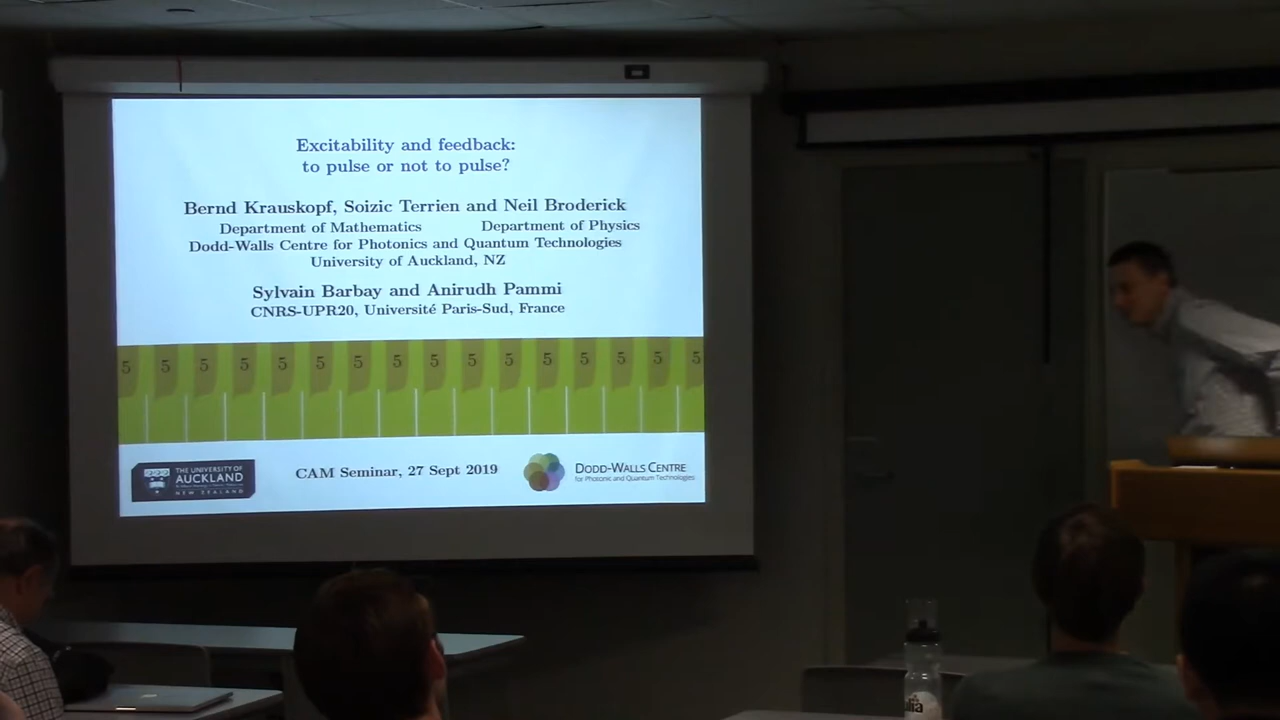 Excitability and feedback:
to pulse or not to pulse?
Bernd Krauskopf, Soizic Terrien and Neil Broderick
Department of Mathematics Department of Physics
Dodd-Walls Centre for Photonics and Quantum Technologies
University of Auckland, NZ
Sylvain Barbay and Anirudh Pammi
CNRS-UPR20, Université Paris-Sud, France
5 5 5 5 5 5 5 5 5 5 5 5 5 5 5 5
THE UNIVERSITY OF
AUCKLAND
NEW ZEALAND
CAM Seminar, 27 Sept 2019
DODD-WALLS CENTRE
for Photonic and Quantum Technologies